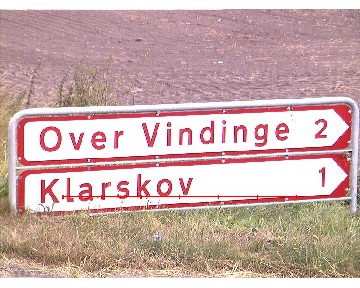 Over Vindinge 2
Klarskov 1